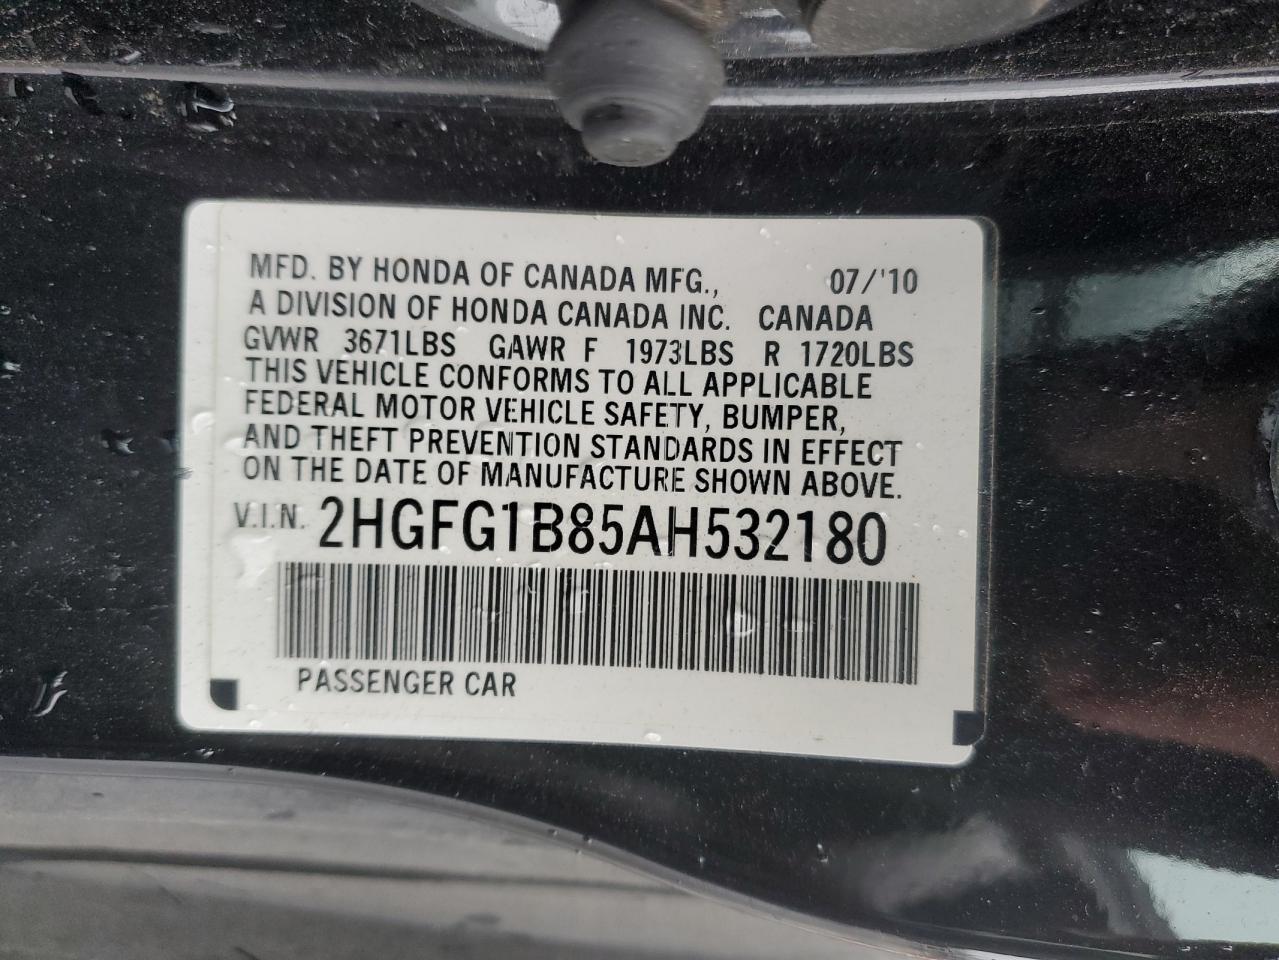 MFD. BY HONDA OF CANADA MFG., 07/'10
A DIVISION OF HONDA CANADA INC. CANADA
GVWR 3671LBS GAWR F 1973LBS R 1720LBS
THIS VEHICLE CONFORMS TO ALL APPLICABLE
FEDERAL MOTOR VEHICLE SAFETY, BUMPER,
AND THEFT PREVENTION STANDARDS IN EFFECT
ON THE DATE OF MANUFACTURE SHOWN ABOVE.
V.I.N. 2HGFG1B85AH532180
PASSENGER CAR